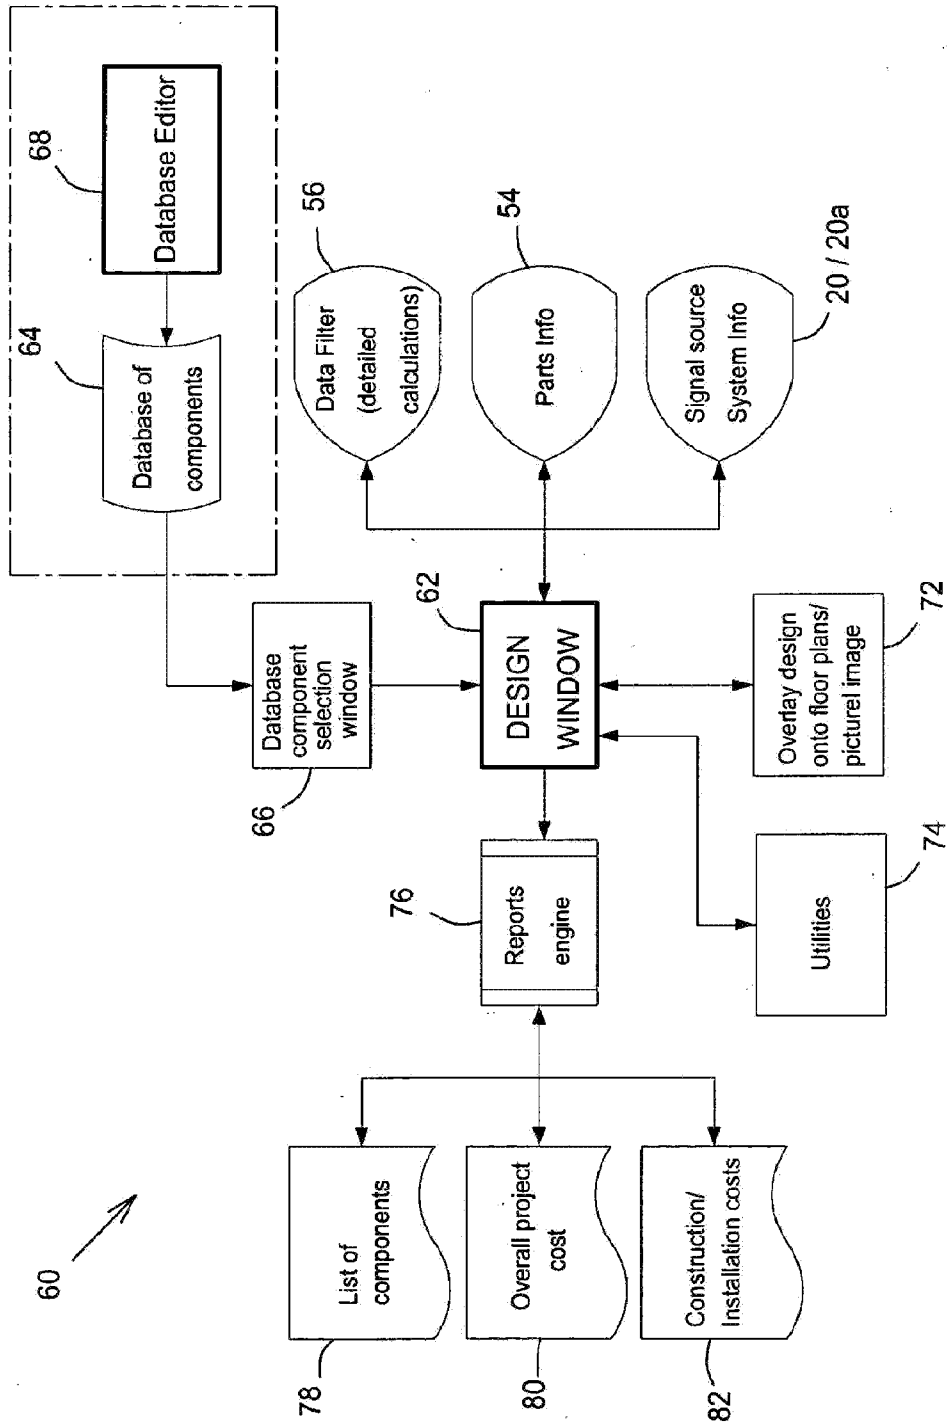 60
68
Database Editor
64
Database of
components
66
Database
component
selection
window
62
DESIGN
WINDOW
56
Data Filter
(detailed
calculations)
54
Parts Info
20 / 20a
Signal source
System Info
76
Reports
engine
72
Overlay design
onto floor plans/
picturel image
74
Utilities
78
List of
components
80
Overall project
cost
82
Construction/
Installation costs